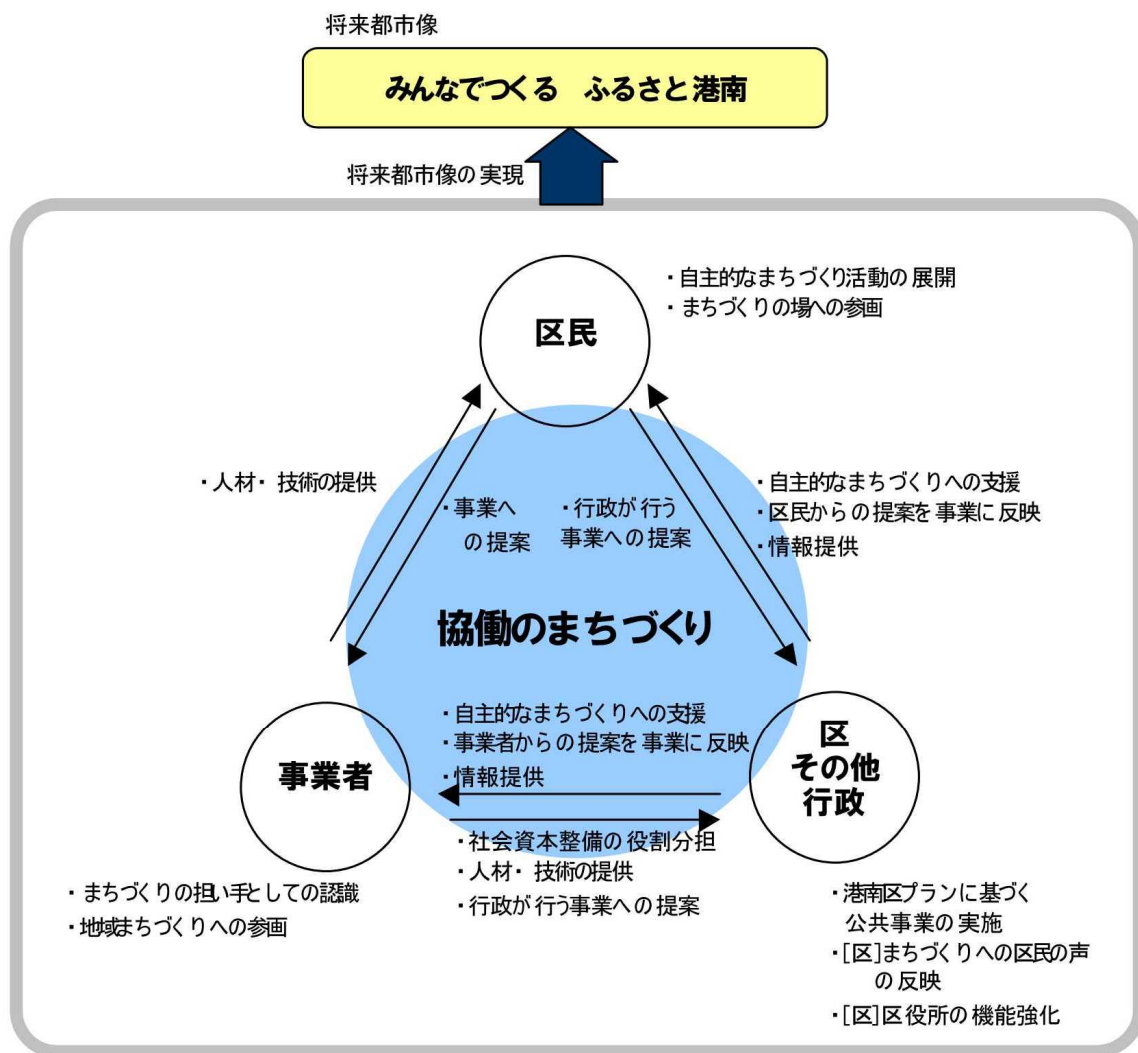 将来都市像
みんなでつくる　ふるさと港南
将来都市像の実現
区民
・自主的なまちづくり活動の展開
・まちづくりの場への参画
・人材・技術の提供
・事業へ
の提案
・行政が行う
事業への提案
・自主的なまちづくりへの支援
・区民からの提案を事業に反映
・情報提供
協働のまちづくり
事業者
・自主的なまちづくりへの支援
・事業者からの提案を事業に反映
・情報提供
区
その他
行政
・社会資本整備の役割分担
・人材・技術の提供
・行政が行う事業への提案
・まちづくりの担い手としての認識
・地域まちづくりへの参画
・港南区プランに基づく
公共事業の実施
・[区]まちづくりへの区民の声
の反映
・[区]区役所の機能強化